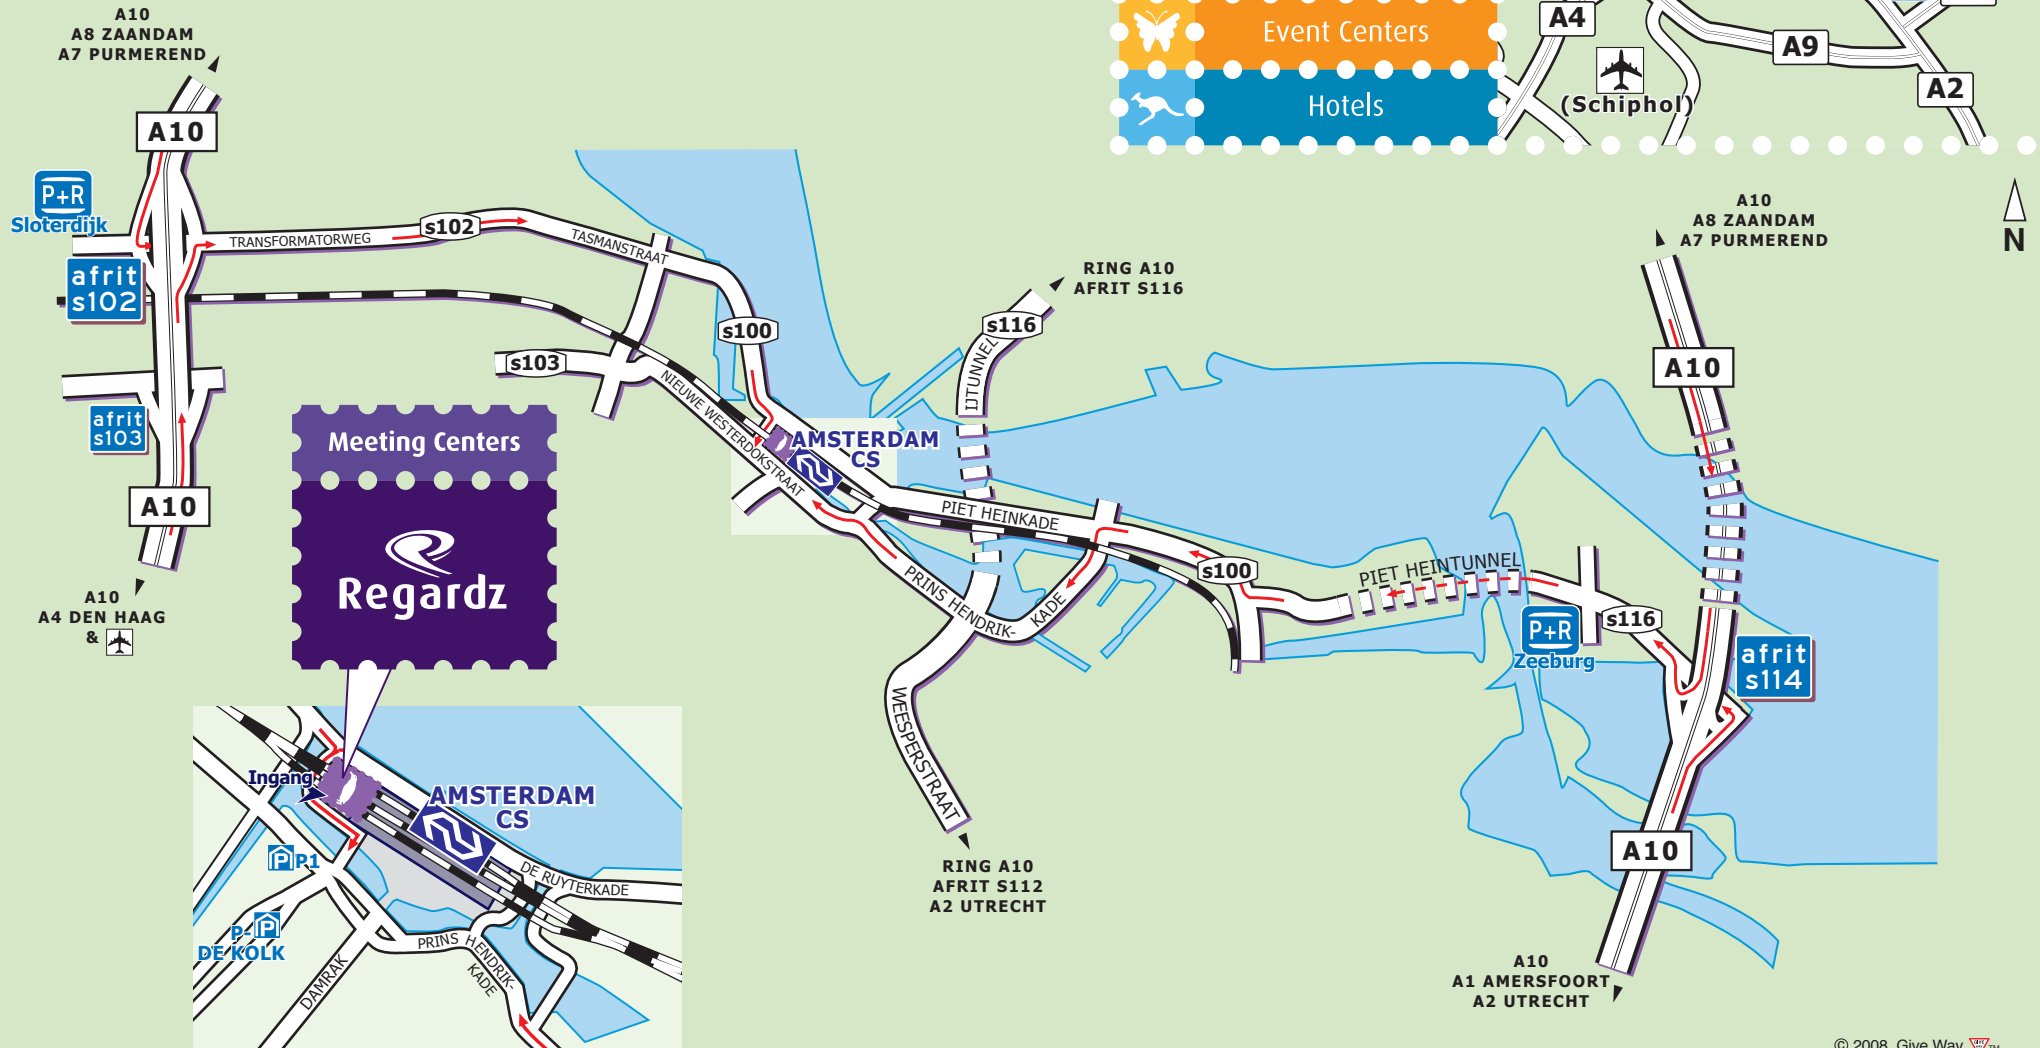 A10
A8 ZAANDAM
A7 PURMEREND
A10
P+R
Sloterdijk
afrit
s102
TRANSFORMATORWEG
s102
TASMANSTRAAT
s100
s103
afrit
s103
A10
A10
A4 DEN HAAG
&
Meeting Centers
Regardz
NIEUWE WESTERDOKSTRAAT
AMSTERDAM
CS
Event Centers
Hotels
A4
A9
A2
(Schiphol)
N
RING A10
AFRIT S116
s116
IJTUNNEL
PIET HEINKADE
PRINS HENDRIK-
KADE
s100
PIET HEINTUNNEL
WEESPERSTRAAT
RING A10
AFRIT S112
A2 UTRECHT
A10
A8 ZAANDAM
A7 PURMEREND
A10
P+R
Zeeburg
s116
afrit
s114
A10
A10
A1 AMERSFOORT
A2 UTRECHT
Ingang
AMSTERDAM
CS
P P1
P- P
DE KOLK
DE RUYTERKADE
PRINS HENDRIK-
KADE
DAMRAK
© 2008 Give Way